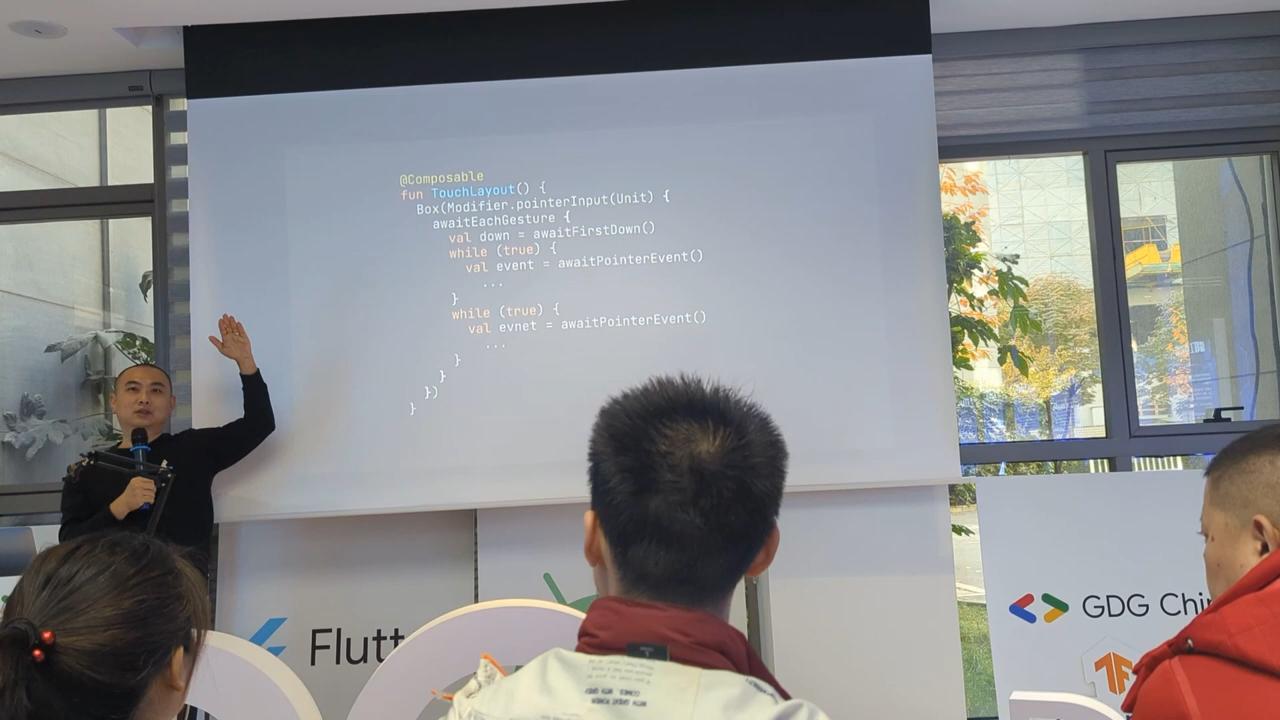 @Composable
fun TouchLayout() {
Box(Modifier.pointerInput(Unit) {
awaitEachGesture {
val down = awaitFirstDown()
while (true) {
val event = awaitPointerEvent()
...
}
while (true) {
val evnet = awaitPointerEvent()
...
}
}
})
}
Flutt
GDG Chi